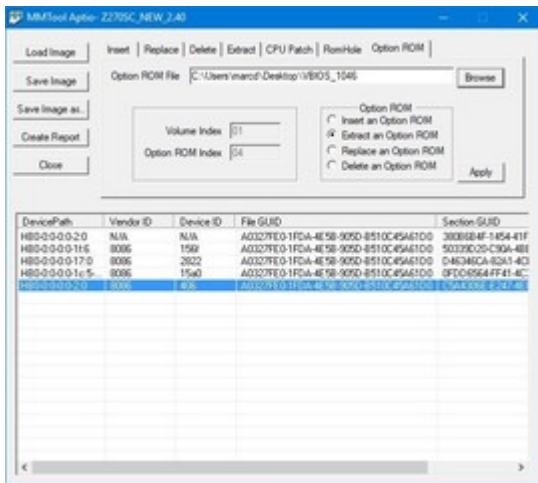 MMTool Aptio- Z270SC_NEW_2.40
Load Image
Save Image
Save Image as..
Create Report
Close
Insert | Replace | Delete | Extract | CPU Patch | RomHole Option ROM
Option ROM File C:\Users\marcd\Desktop\VBIOS_1046 Browse
Volume Index 01
Option ROM Index 04
Option ROM
Insert an Option ROM
Extract an Option ROM
Replace an Option ROM
Delete an Option ROM
Apply
DevicePath Vendor ID Device ID File GUID Section GUID
N/A N/A A0327FE0-1FDA-4E5B-905D-B510C45A61D0
8086 A0327FE0-1FDA-4E5B-905D-B510C45A61D0
8086 2822 A0327FE0-1FDA-4E5B-905D-B510C45A61D0
8086 15a0 A0327FE0-1FDA-4E5B-905D-B510C45A61D0
8086 406 A0327FE0-1FDA-4E5B-905D-B510C45A61D0